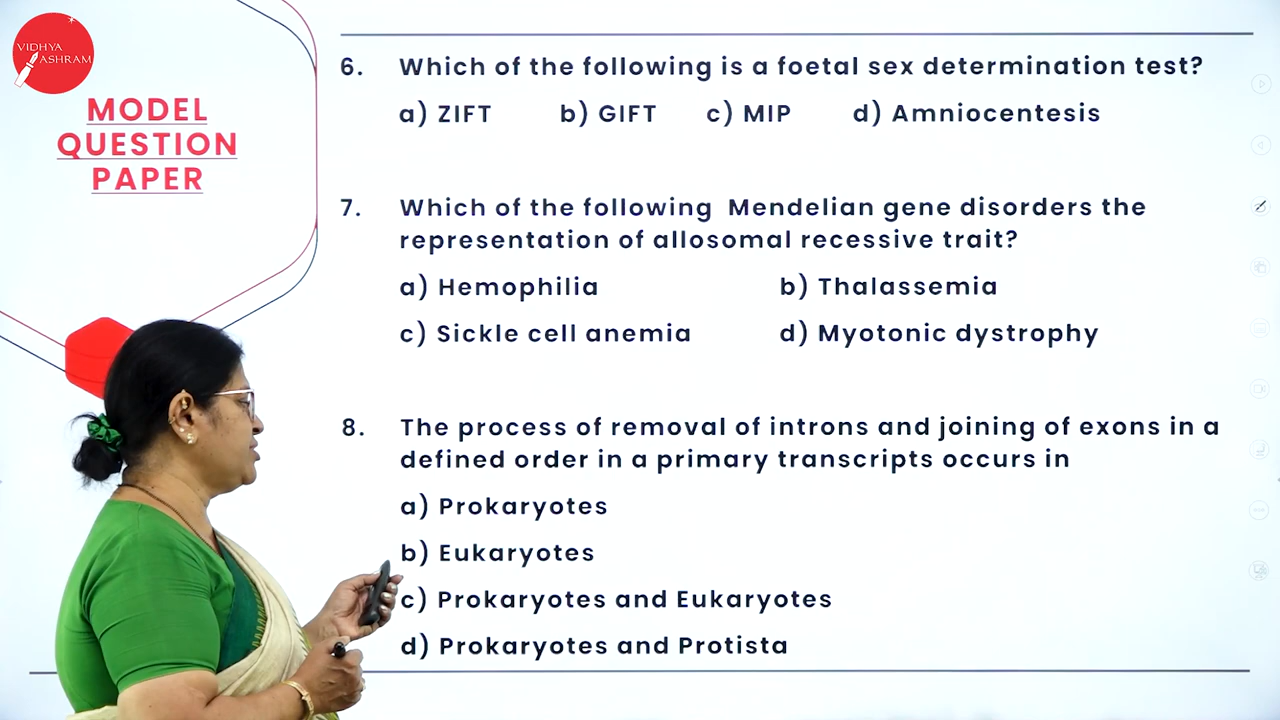 VIDHYA
ASHRAM
MODEL
QUESTION
PAPER
6. Which of the following is a foetal sex determination test?
a) ZIFT b) GIFT c) MIP d) Amniocentesis
7. Which of the following Mendelian gene disorders the
representation of allosomal recessive trait?
a) Hemophilia b) Thalassemia
c) Sickle cell anemia d) Myotonic dystrophy
8. The process of removal of introns and joining of exons in a
defined order in a primary transcripts occurs in
a) Prokaryotes
b) Eukaryotes
c) Prokaryotes and Eukaryotes
d) Prokaryotes and Protista